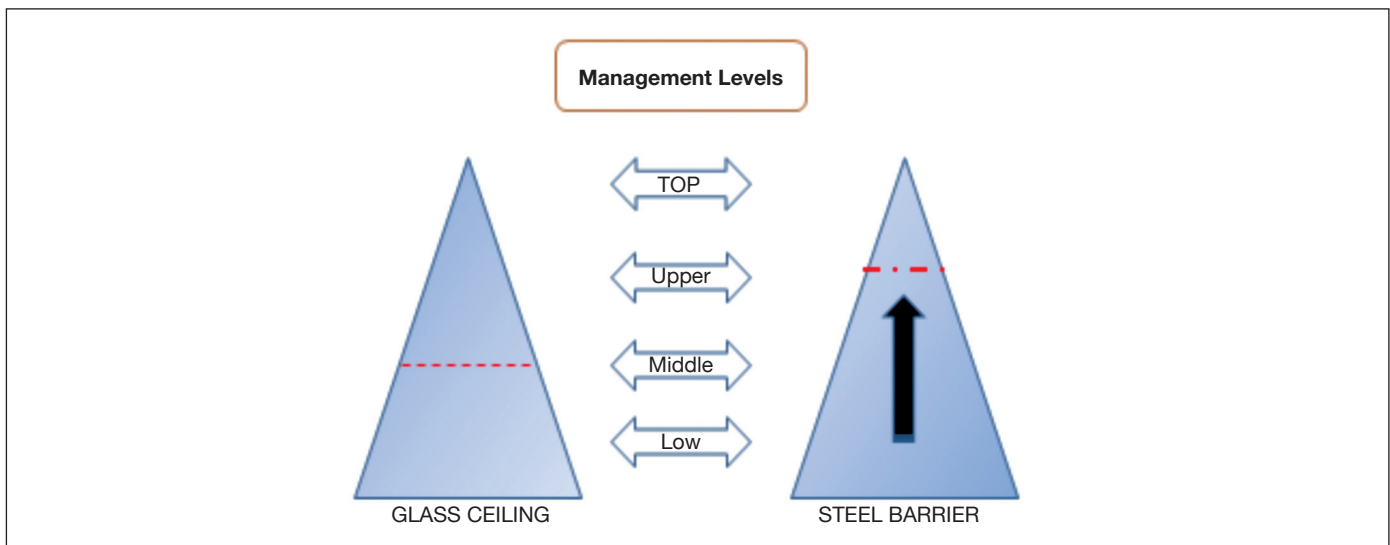 Management Levels
TOP
Upper
Middle
Low
GLASS CEILING
STEEL BARRIER